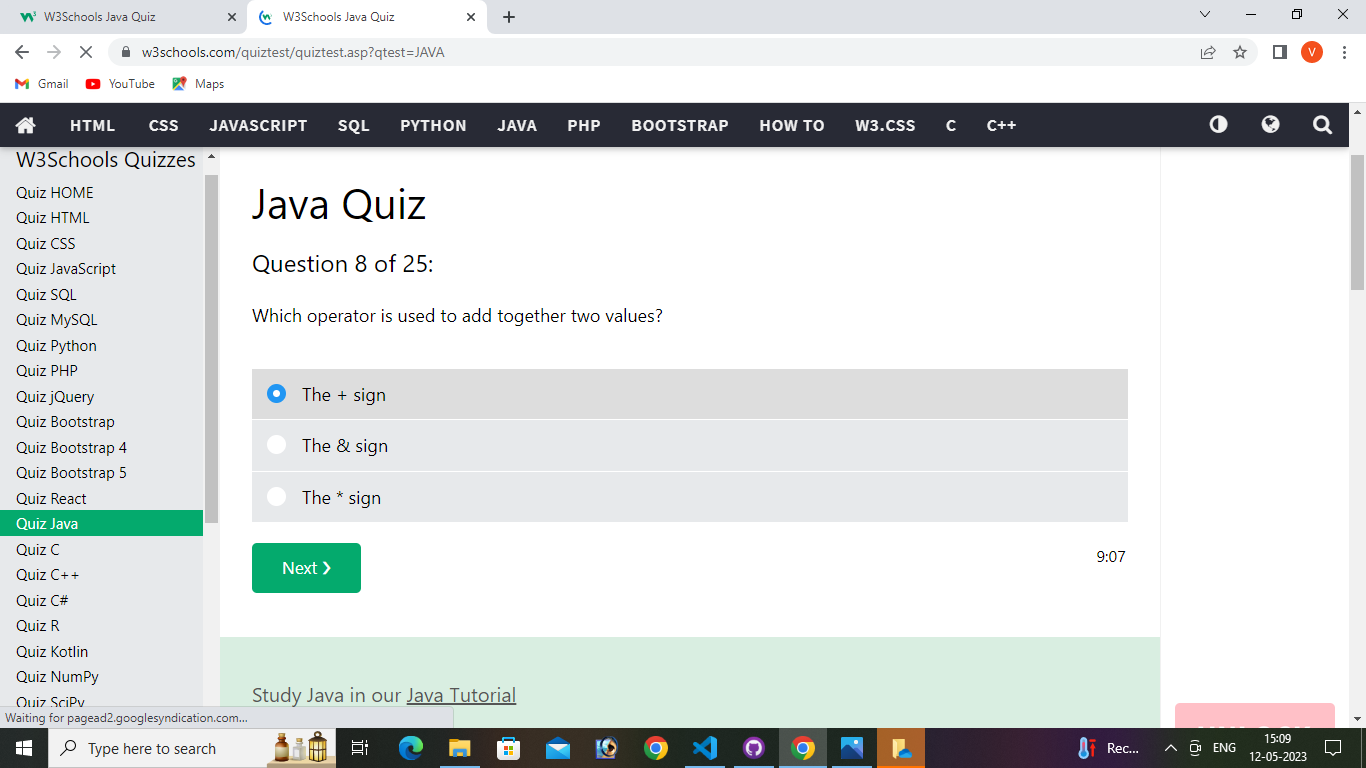 W3Schools Java Quiz
W3Schools Java Quiz
w3schools.com/quiztest/quiztest.asp?qtest=JAVA
V
Gmail YouTube Maps
HTML CSS JAVASCRIPT SQL PYTHON JAVA PHP BOOTSTRAP HOW TO W3.CSS C C++
W3Schools Quizzes
Quiz HOME
Quiz HTML
Quiz CSS
Quiz JavaScript
Quiz SQL
Quiz MySQL
Quiz Python
Quiz PHP
Quiz jQuery
Quiz Bootstrap
Quiz Bootstrap 4
Quiz Bootstrap 5
Quiz React
Quiz Java
Quiz C
Quiz C++
Quiz C#
Quiz R
Quiz Kotlin
Quiz NumPy
Quiz SciPy
Java Quiz
Question 8 of 25:
Which operator is used to add together two values?
The + sign
The & sign
The * sign
Next ❯
9:07
Study Java in our Java Tutorial
Waiting for pagead2.googlesyndication.com...
Type here to search
Rec...
ENG
15:09
12-05-2023